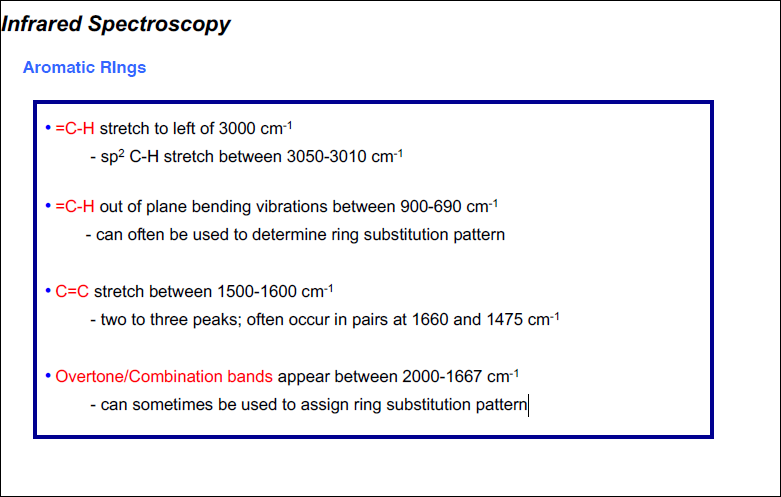 Infrared Spectroscopy
Aromatic RIngs
• =C-H stretch to left of 3000 cm⁻¹
- sp² C-H stretch between 3050-3010 cm⁻¹
• =C-H out of plane bending vibrations between 900-690 cm⁻¹
- can often be used to determine ring substitution pattern
• C=C stretch between 1500-1600 cm⁻¹
- two to three peaks; often occur in pairs at 1660 and 1475 cm⁻¹
• Overtone/Combination bands appear between 2000-1667 cm⁻¹
- can sometimes be used to assign ring substitution pattern